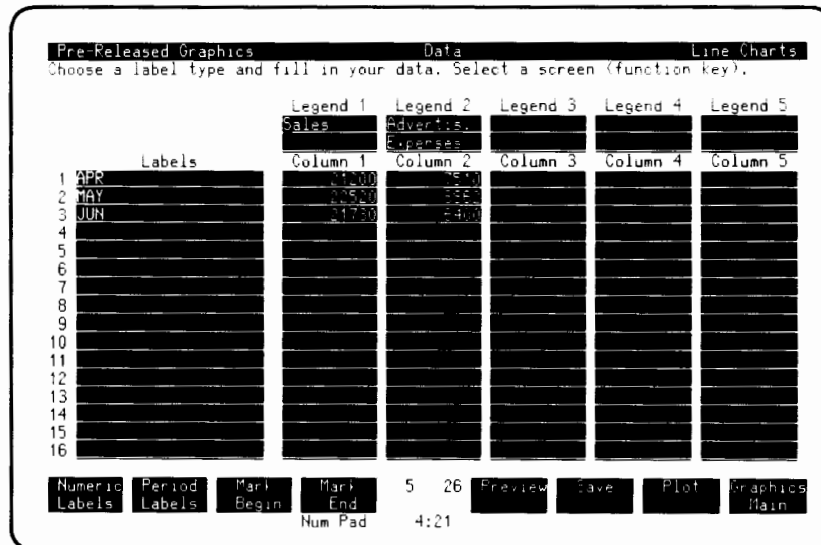 Pre-Released Graphics Data Line Charts
Choose a label type and fill in your data. Select a screen (function key).
Legend 1 Legend 2 Legend 3 Legend 4 Legend 5
Sales Advertis.
Expenses
Labels Column 1 Column 2 Column 3 Column 4 Column 5
1 APR 21200
2 MAY 22520
3 JUN 21730 6400
4
5
6
7
8
9
10
11
12
13
14
15
16
Numeric Period Mark Mark 5 26 Preview Save Plot Graphics
Labels Labels Begin End Main
Num Pad 4:21